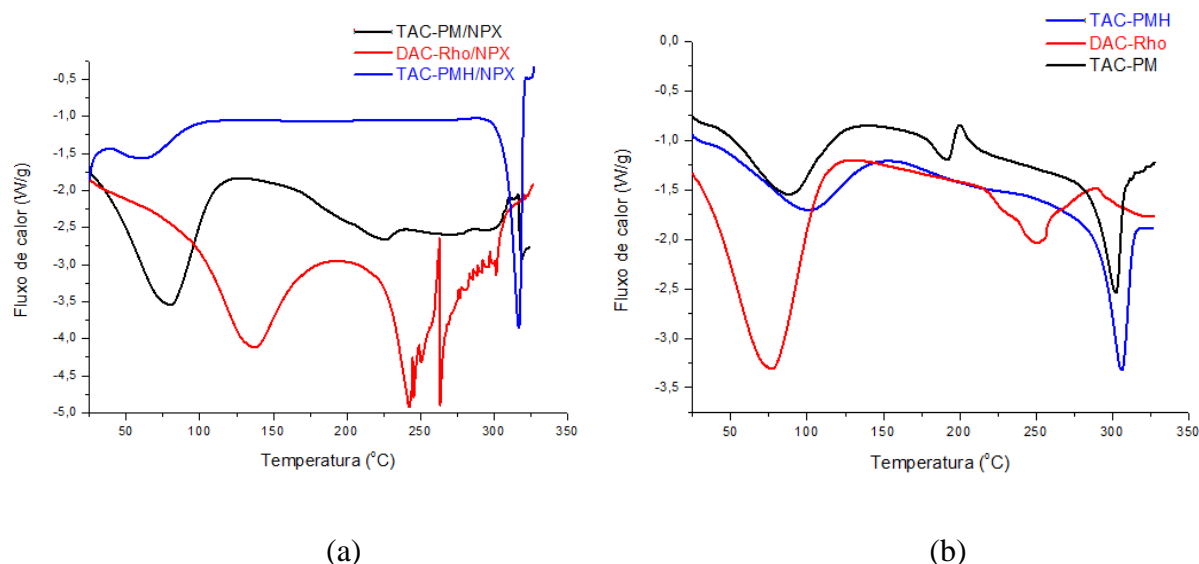 TAC-PM/NPX
DAC-Rho/NPX
TAC-PMH/NPX
-0,5
-1,0
-1,5
-2,0
-2,5
-3,0
-3,5
-4,0
-4,5
-5,0
Fluxo de calor (W/g)
50 100 150 200 250 300 350
Temperatura (°C)
(a)
TAC-PMH
DAC-Rho
TAC-PM
0,0
-0,5
-1,0
-1,5
-2,0
-2,5
-3,0
-3,5
Fluxo de calor (W/g)
50 100 150 200 250 300 350
Temperatura (°C)
(b)